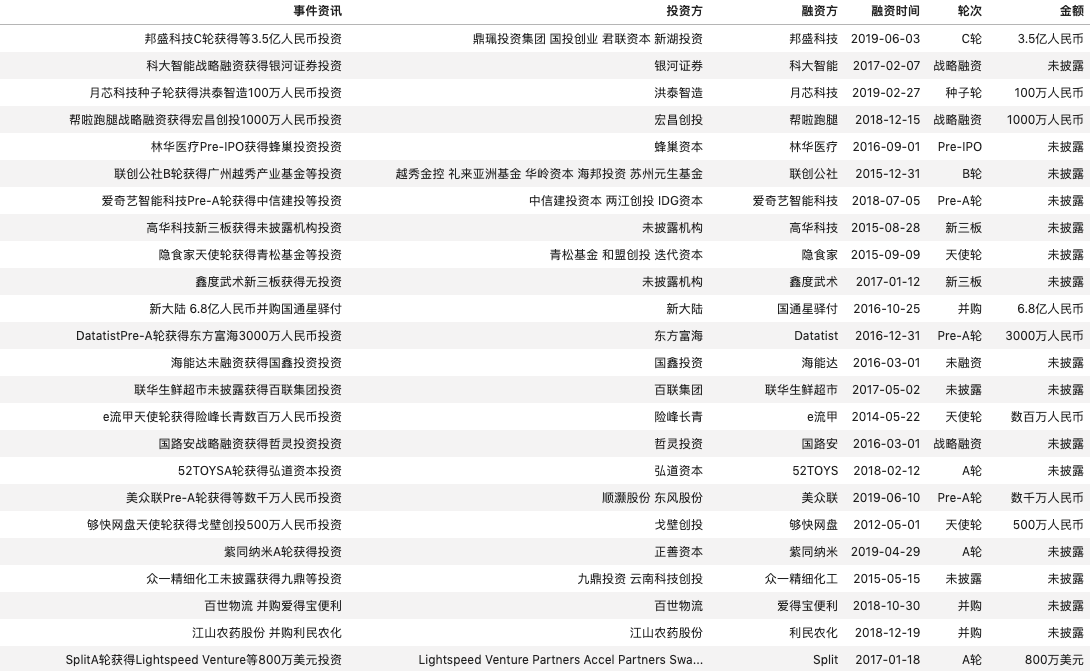 事件资讯 投资方 融资方 融资时间 轮次 金额
邦盛科技C轮获得等3.5亿人民币投资 鼎珮投资集团 国投创业 君联资本 新湖投资 邦盛科技 2019-06-03 C轮 3.5亿人民币
科大智能战略融资获得银河证券投资 银河证券 科大智能 2017-02-07 战略融资 未披露
月芯科技种子轮获得洪泰智造100万人民币投资 洪泰智造 月芯科技 2019-02-27 种子轮 100万人民币
帮啦跑腿战略融资获得宏昌创投1000万人民币投资 宏昌创投 帮啦跑腿 2018-12-15 战略融资 1000万人民币
林华医疗Pre-IPO获得蜂巢投资投资 蜂巢资本 林华医疗 2016-09-01 Pre-IPO 未披露
联创公社B轮获得广州越秀产业基金等投资 越秀金控 礼来亚洲基金 华岭资本 海邦投资 苏州元生基金 联创公社 2015-12-31 B轮 未披露
爱奇艺智能科技Pre-A轮获得中信建投等投资 中信建投资本 两江创投 IDG资本 爱奇艺智能科技 2018-07-05 Pre-A轮 未披露
高华科技新三板获得未披露机构投资 未披露机构 高华科技 2015-08-28 新三板 未披露
隐食家天使轮获得青松基金等投资 青松基金 和盟创投 迭代资本 隐食家 2015-09-09 天使轮 未披露
鑫度武术新三板获得无投资 未披露机构 鑫度武术 2017-01-12 新三板 未披露
新大陆 6.8亿人民币并购国通星驿付 新大陆 国通星驿付 2016-10-25 并购 6.8亿人民币
DatatistPre-A轮获得东方富海3000万人民币投资 东方富海 Datatist 2016-12-31 Pre-A轮 3000万人民币
海能达未融资获得国鑫投资投资 国鑫投资 海能达 2016-03-01 未融资 未披露
联华生鲜超市未披露获得百联集团投资 百联集团 联华生鲜超市 2017-05-02 未披露 未披露
e流甲天使轮获得险峰长青数百万人民币投资 险峰长青 e流甲 2014-05-22 天使轮 数百万人民币
国路安战略融资获得哲灵投资投资 哲灵投资 国路安 2016-03-01 战略融资 未披露
52TOYSA轮获得弘道资本投资 弘道资本 52TOYS 2018-02-12 A轮 未披露
美众联Pre-A轮获得等数千万人民币投资 顺灏股份 东风股份 美众联 2019-06-10 Pre-A轮 数千万人民币
够快网盘天使轮获得戈壁创投500万人民币投资 戈壁创投 够快网盘 2012-05-01 天使轮 500万人民币
紫同纳米A轮获得投资 正善资本 紫同纳米 2019-04-29 A轮 未披露
众一精细化工未披露获得九鼎等投资 九鼎投资 云南科技创投 众一精细化工 2015-05-15 未披露 未披露
百世物流 并购爱得宝便利 百世物流 爱得宝便利 2018-10-30 并购 未披露
江山农药股份 并购利民农化 江山农药股份 利民农化 2018-12-19 并购 未披露
SplitA轮获得Lightspeed Venture等800万美元投资 Lightspeed Venture Partners Accel Partners Swa... Split 2017-01-18 A轮 800万美元